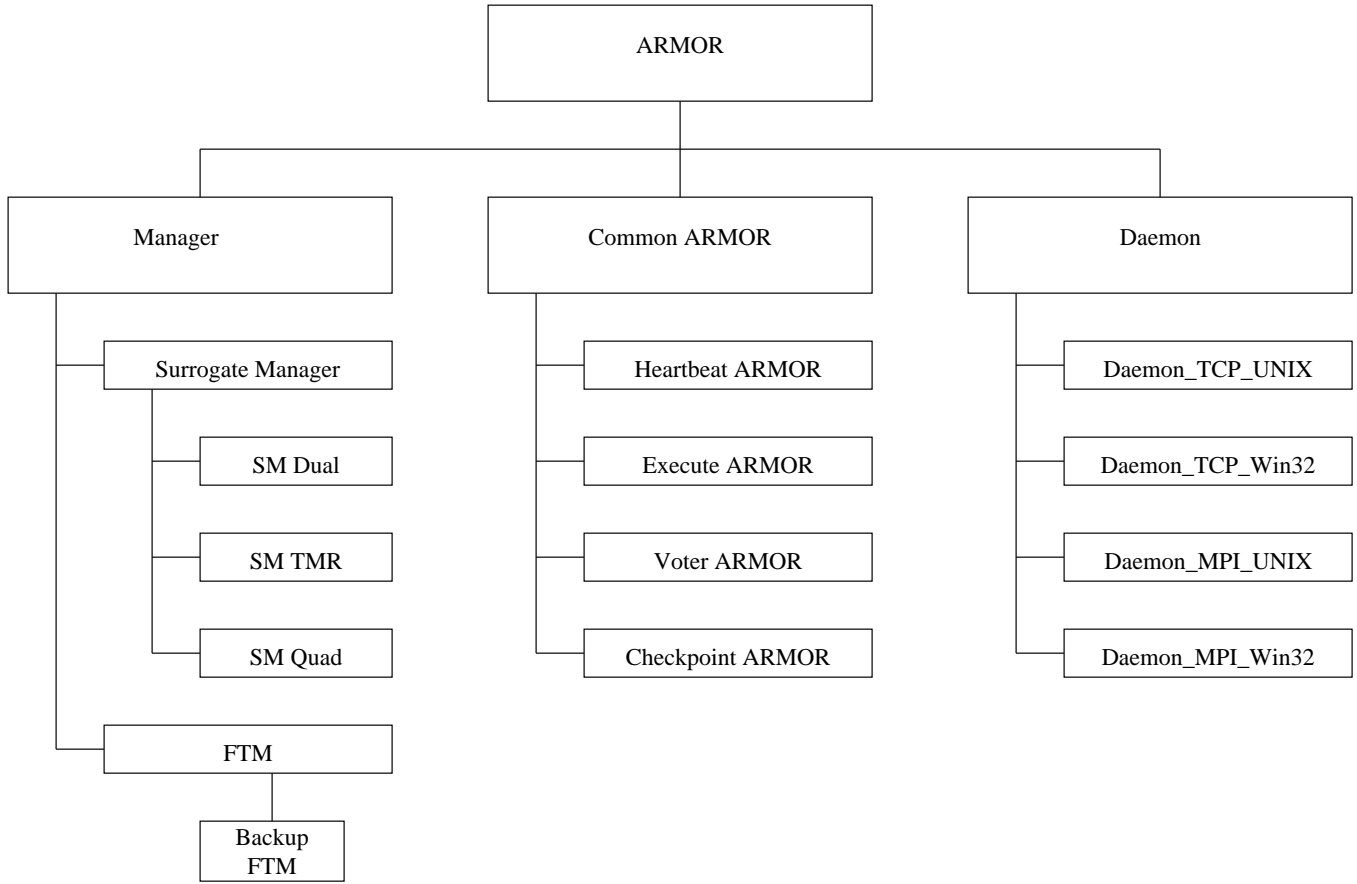 ARMOR
Manager
Common ARMOR
Daemon
Surrogate Manager
SM Dual
SM TMR
SM Quad
FTM
Backup
FTM
Heartbeat ARMOR
Execute ARMOR
Voter ARMOR
Checkpoint ARMOR
Daemon_TCP_UNIX
Daemon_TCP_Win32
Daemon_MPI_UNIX
Daemon_MPI_Win32